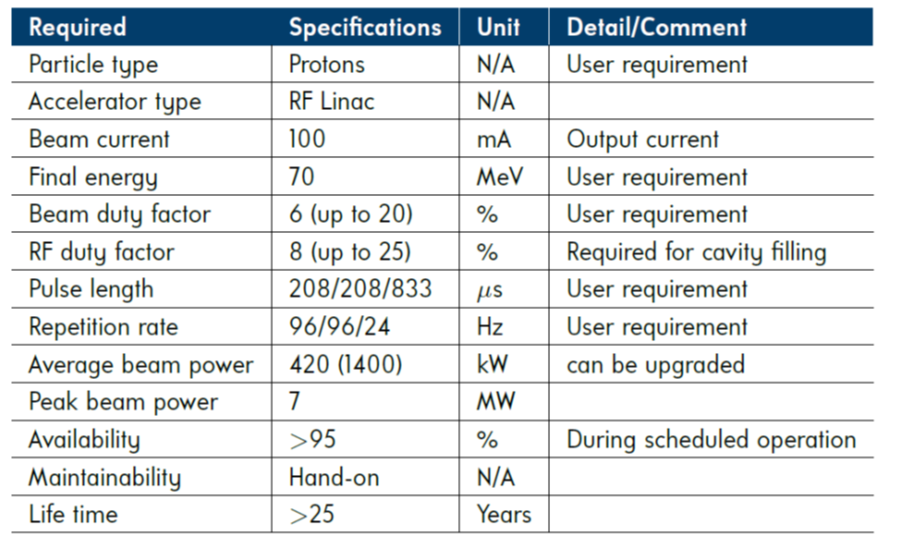 Required Specifications Unit Detail/Comment
Particle type Protons N/A User requirement
Accelerator type RF Linac N/A
Beam current 100 mA Output current
Final energy 70 MeV User requirement
Beam duty factor 6 (up to 20) % User requirement
RF duty factor 8 (up to 25) % Required for cavity filling
Pulse length 208/208/833 μs User requirement
Repetition rate 96/96/24 Hz User requirement
Average beam power 420 (1400) kW can be upgraded
Peak beam power 7 MW
Availability >95 % During scheduled operation
Maintainability Hand-on N/A
Life time >25 Years